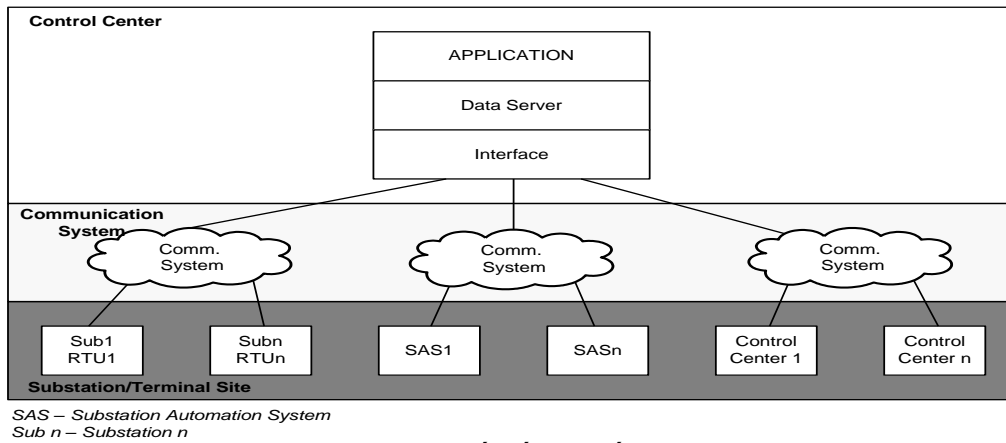 Control Center
APPLICATION
Data Server
Interface
Communication
System
Comm.
System
Comm.
System
Comm.
System
Sub1
RTU1
Subn
RTUn
SAS1
SASn
Control
Center 1
Control
Center n
Substation/Terminal Site
SAS – Substation Automation System
Sub n – Substation n